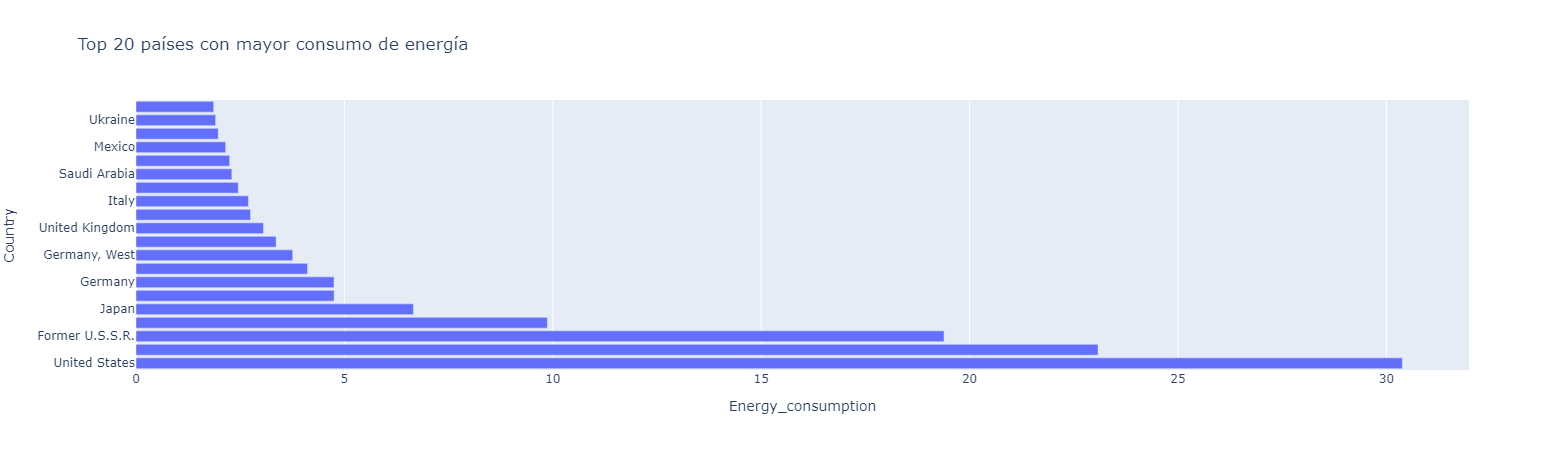 Top 20 países con mayor consumo de energía
Country
Ukraine
Mexico
Saudi Arabia
Italy
United Kingdom
Germany, West
Germany
Japan
Former U.S.S.R.
United States
0 5 10 15 20 25 30
Energy_consumption